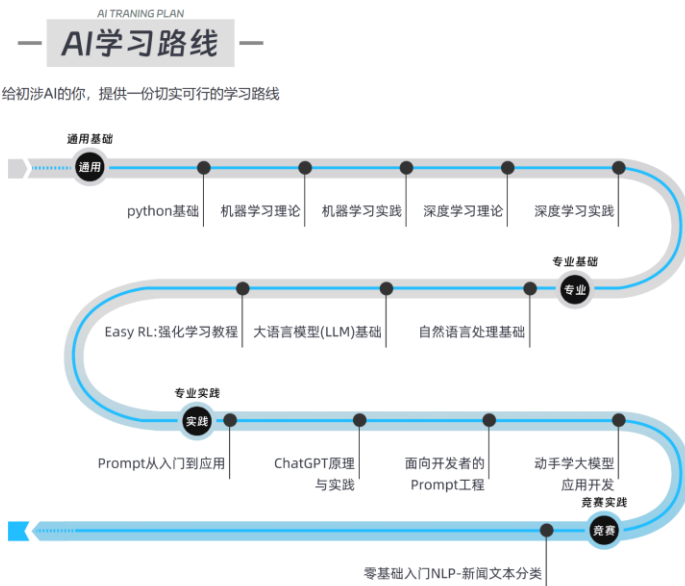 AI TRANING PLAN
AI学习路线
给初涉AI的你，提供一份切实可行的学习路线
通用基础
通用
python基础
机器学习理论
机器学习实践
深度学习理论
深度学习实践
专业基础
专业
Easy RL:强化学习教程
大语言模型(LLM)基础
自然语言处理基础
专业实践
实践
Prompt从入门到应用
ChatGPT原理
与实践
面向开发者的
Prompt工程
动手学大模型
应用开发
竞赛实践
竞赛
零基础入门NLP-新闻文本分类